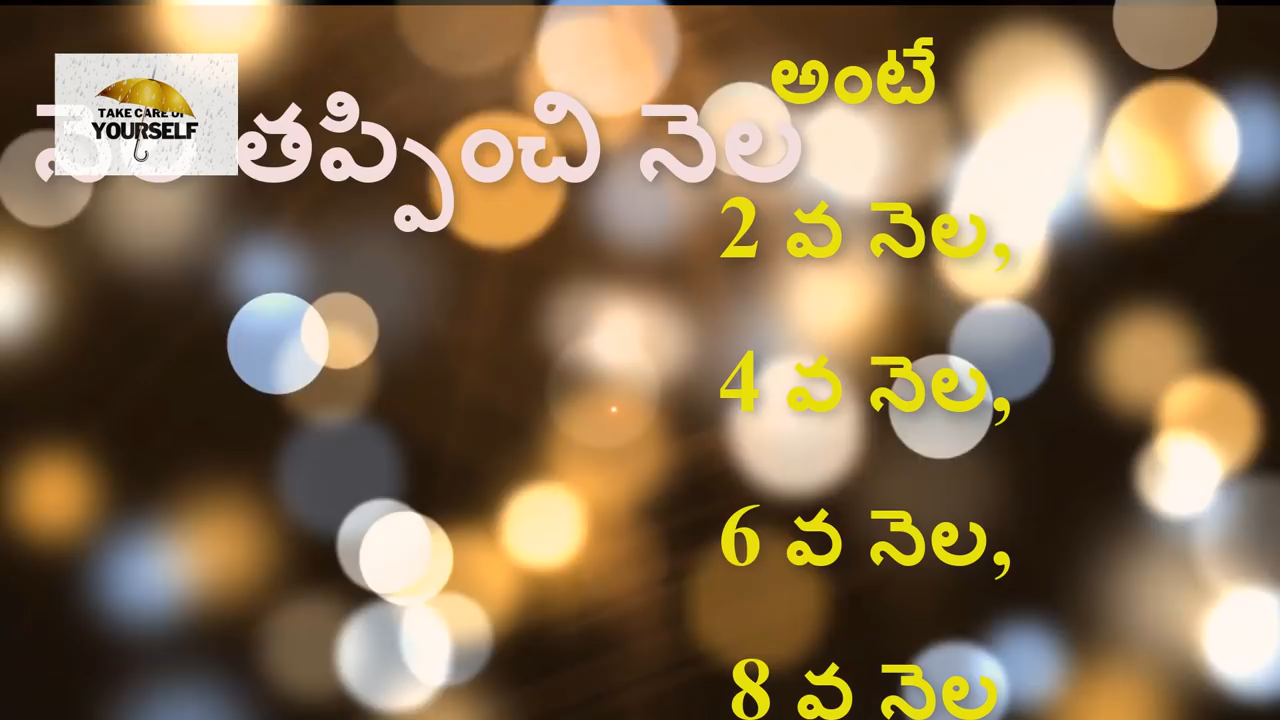 నెల తప్పించి నెల
TAKE CARE OF
YOURSELF
అంటే
2 వ నెల,
4 వ నెల,
6 వ నెల,
8 వ నెల